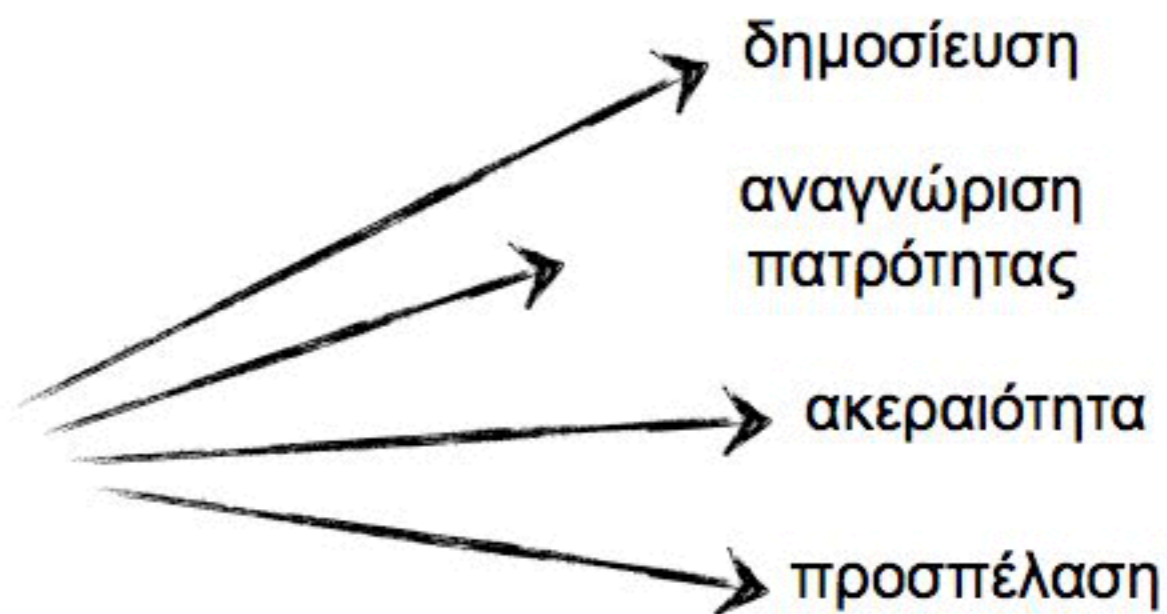 δημοσίευση
αναγνώριση
πατρότητας
ακεραιότητα
προσπέλαση